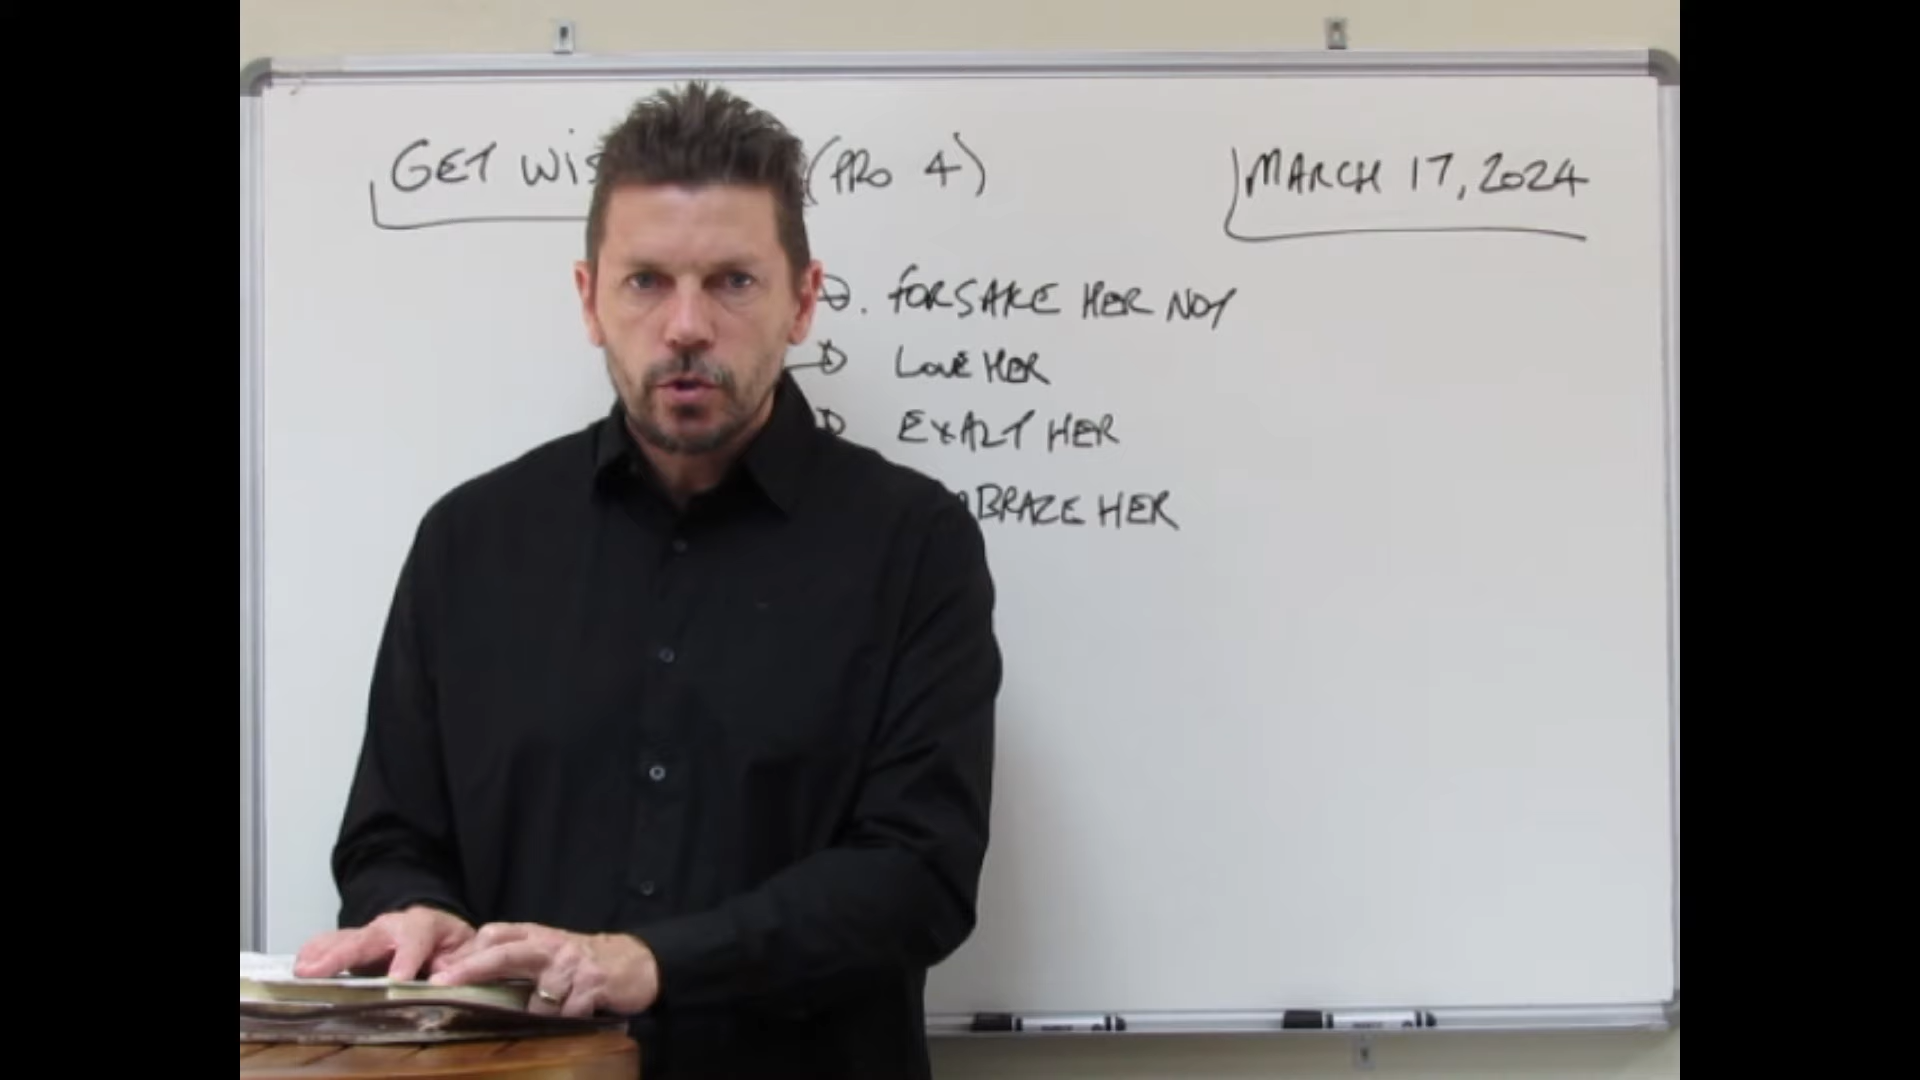 GET WIS (PRO 4)
MARCH 17, 2024
FORSAKE HER NOT
LOVE HER
EXALT HER
BRACE HER